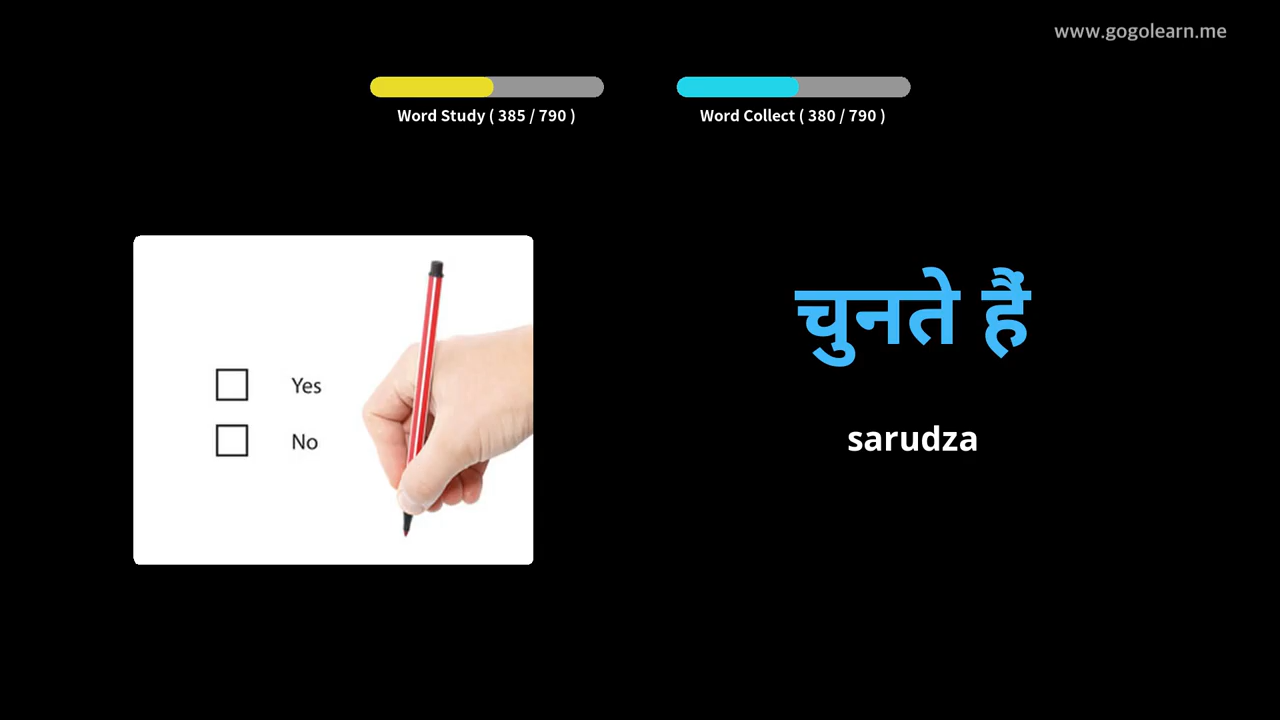 www.gogolearn.me
Word Study ( 385 / 790 )
Word Collect ( 380 / 790 )
Yes
No
चुनते हैं
sarudza